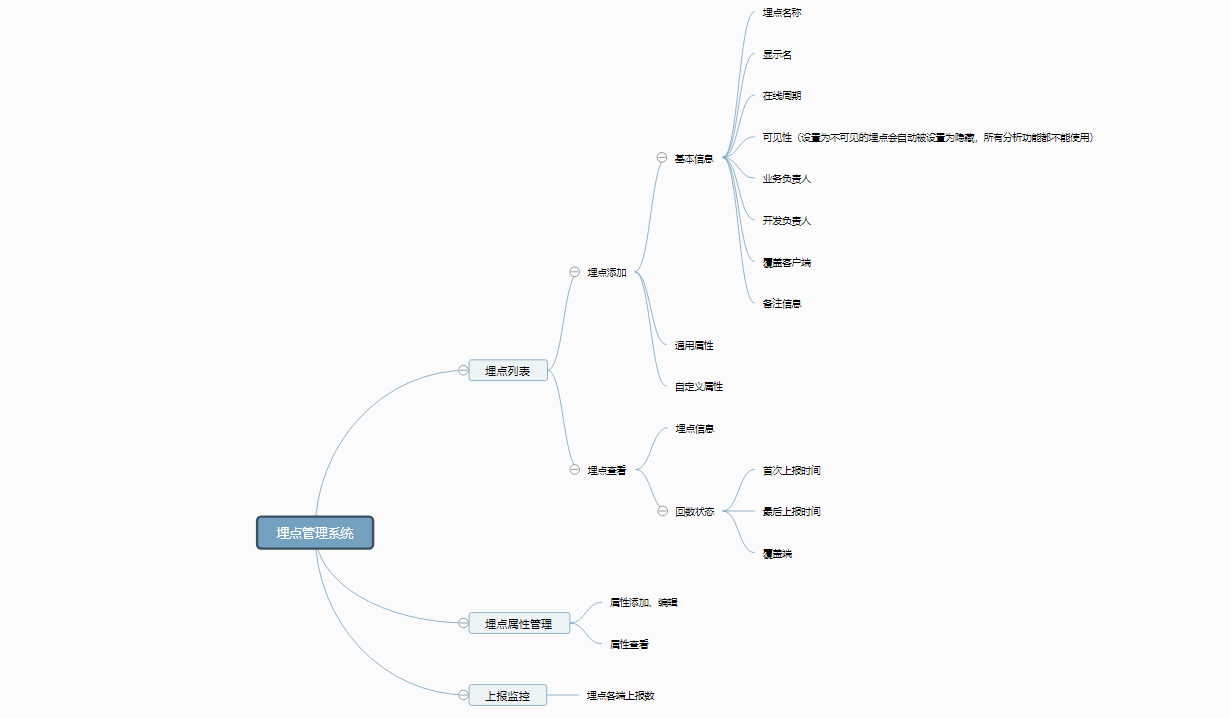 埋点名称
显示名
在线周期
可见性（设置为不可见的埋点会自动被设置为隐藏，所有分析功能都不能使用）
基本信息
业务负责人
开发负责人
覆盖客户端
埋点添加
备注信息
通用属性
埋点列表
自定义属性
埋点信息
埋点查看
首次上报时间
回数状态
最后上报时间
埋点管理系统
覆盖端
属性添加、编辑
埋点属性管理
属性查看
上报监控
埋点各端上报数